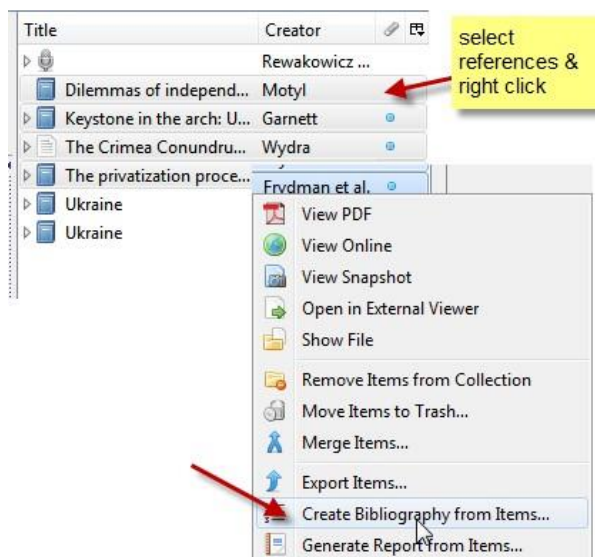 Title Creator
Rewakowicz ...
Dilemmas of independ... Motyl
Keystone in the arch: U... Garnett
The Crimea Conundru... Wydra
The privatization proce... Frydman et al.
Ukraine
Ukraine
select
references &
right click
View PDF
View Online
View Snapshot
Open in External Viewer
Show File
Remove Items from Collection
Move Items to Trash...
Merge Items...
Export Items...
Create Bibliography from Items...
Generate Report from Items...